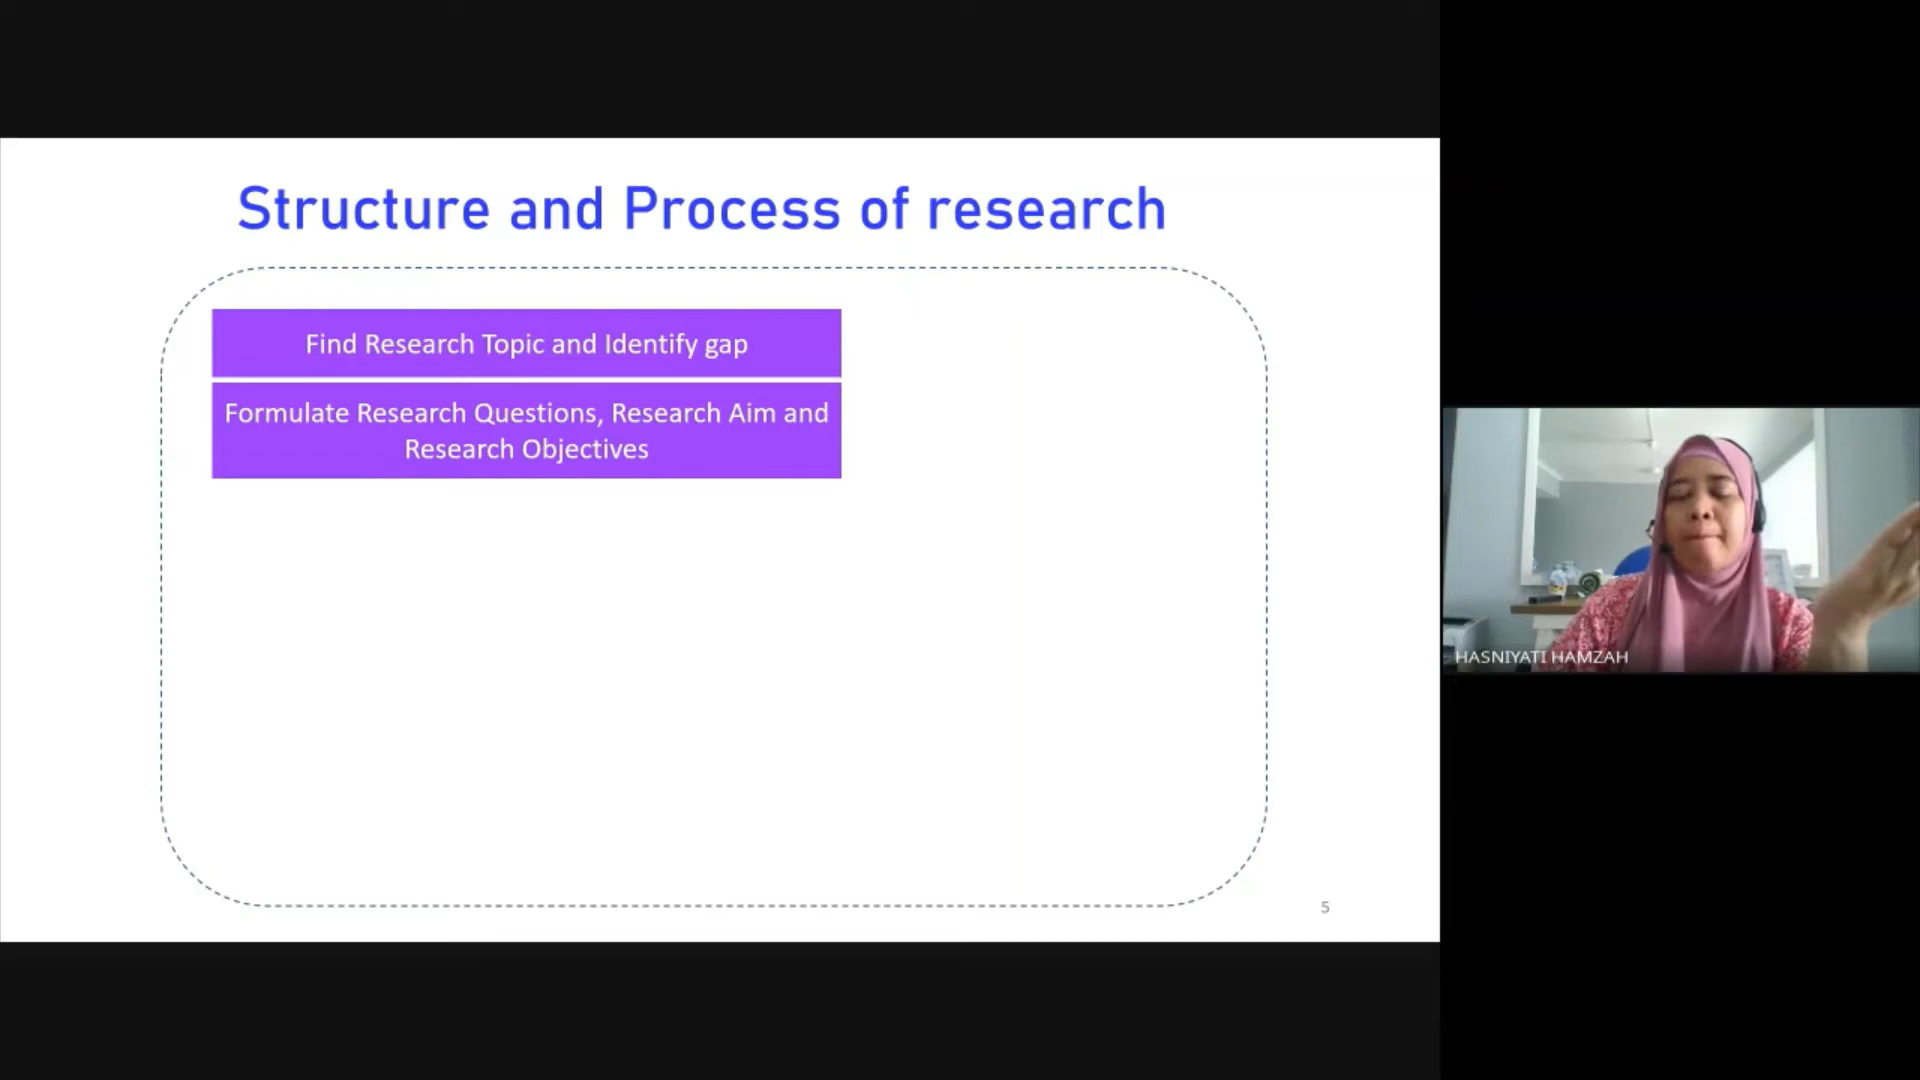 Structure and Process of research
Find Research Topic and Identify gap
Formulate Research Questions, Research Aim and
Research Objectives
5
HASNIYATI HAMZAH